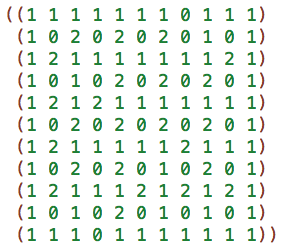 ((1 1 1 1 1 1 1 0 1 1 1)
(1 0 2 0 2 0 2 0 1 0 1)
(1 2 1 1 1 1 1 1 1 2 1)
(1 0 1 0 2 0 2 0 2 0 1)
(1 2 1 2 1 1 1 1 1 1 1)
(1 0 2 0 2 0 2 0 2 0 1)
(1 2 1 1 1 1 1 2 1 1 1)
(1 0 2 0 2 0 1 0 2 0 1)
(1 2 1 1 1 2 1 2 1 2 1)
(1 0 1 0 2 0 1 0 1 0 1)
(1 1 1 0 1 1 1 1 1 1 1))